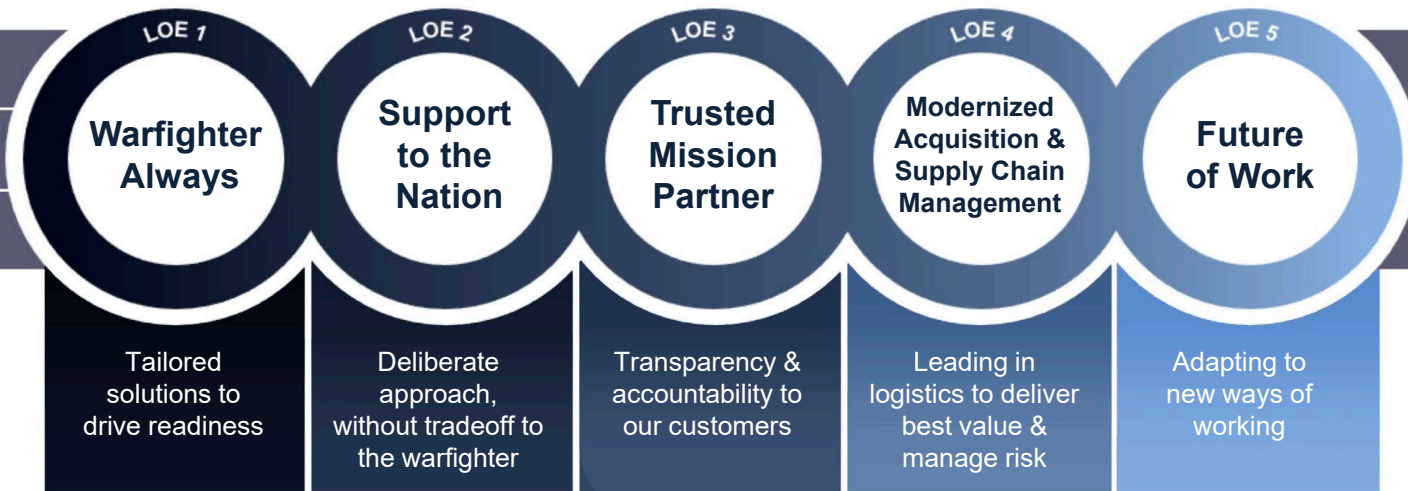 LOE 1
Warfighter
Always
Tailored
solutions to
drive readiness
LOE 2
Support
to the
Nation
Deliberate
approach,
without tradeoff to
the warfighter
LOE 3
Trusted
Mission
Partner
Transparency &
accountability to
our customers
LOE 4
Modernized
Acquisition &
Supply Chain
Management
Leading in
logistics to deliver
best value &
manage risk
LOE 5
Future
of Work
Adapting to
new ways of
working